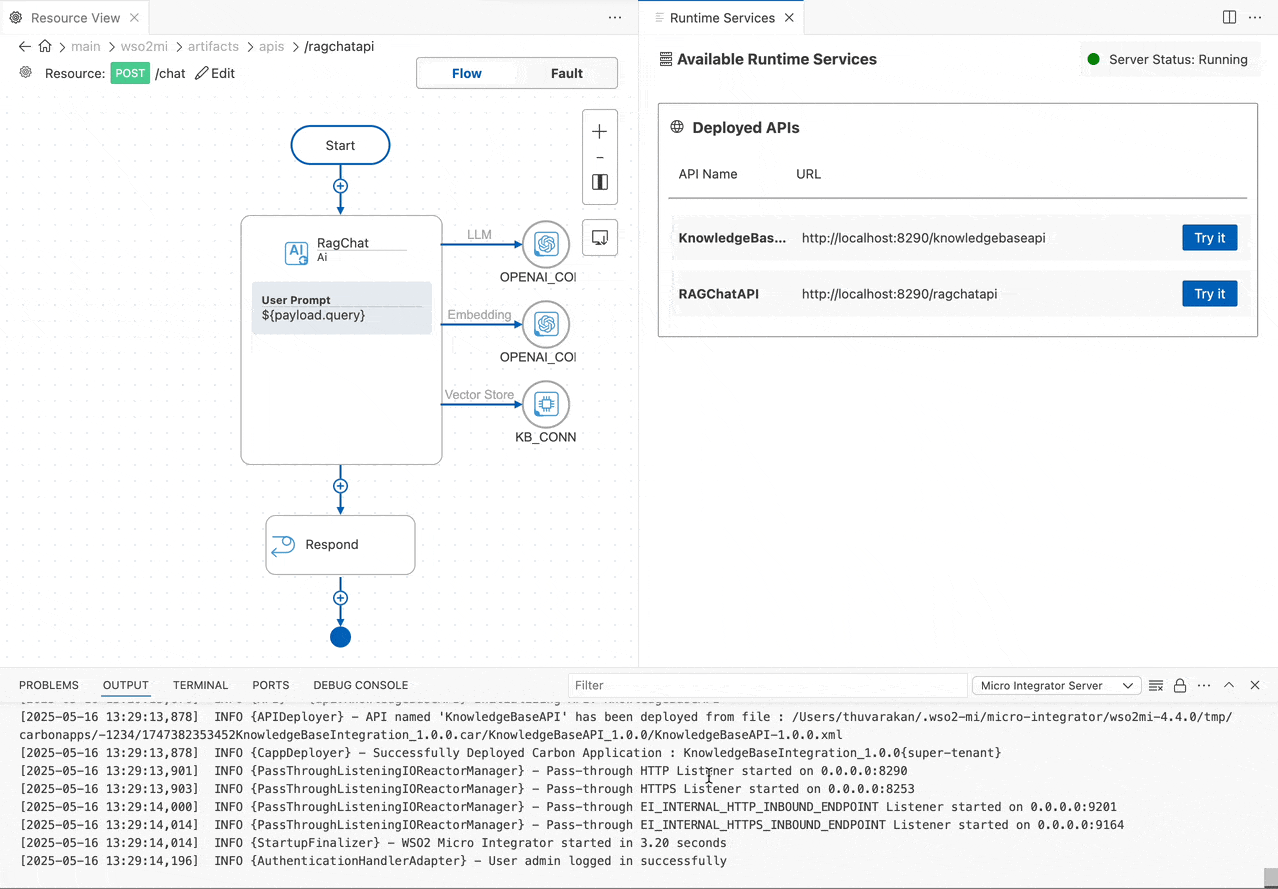 Resource View
main wso2mi artifacts apis /ragchatapi
Resource: POST /chat Edit
Flow Fault
Start
RagChat
Ai
User Prompt
${payload.query}
LLM
OPENAI_CO
Embedding
OPENAI_CO
Vector Store
KB_CONN
Respond
Runtime Services
Available Runtime Services
Server Status: Running
Deployed APIs
API Name URL
KnowledgeBas... http://localhost:8290/knowledgebaseapi Try it
RAGChatAPI http://localhost:8290/ragchatapi Try it
PROBLEMS OUTPUT TERMINAL PORTS DEBUG CONSOLE Filter Micro Integrator Server
[2025-05-16 13:29:13,878] INFO {APIDeployer} - API named 'KnowledgeBaseAPI' has been deployed from file : /Users/thuvarakan/.wso2-mi/micro-integrator/wso2mi-4.4.0/tmp/
carbonapps/-1234/1747382353452KnowledgeBaseIntegration_1.0.0.car/KnowledgeBaseAPI_1.0.0/KnowledgeBaseAPI-1.0.0.xml
[2025-05-16 13:29:13,878] INFO {CappDeployer} - Successfully Deployed Carbon Application : KnowledgeBaseIntegration_1.0.0{super-tenant}
[2025-05-16 13:29:13,901] INFO {PassThroughListeningIOReactorManager} - Pass-through HTTP Listener started on 0.0.0.0:8290
[2025-05-16 13:29:13,903] INFO {PassThroughListeningIOReactorManager} - Pass-through HTTPS Listener started on 0.0.0.0:8253
[2025-05-16 13:29:14,000] INFO {PassThroughListeningIOReactorManager} - Pass-through EI_INTERNAL_HTTP_INBOUND_ENDPOINT Listener started on 0.0.0.0:9201
[2025-05-16 13:29:14,014] INFO {PassThroughListeningIOReactorManager} - Pass-through EI_INTERNAL_HTTPS_INBOUND_ENDPOINT Listener started on 0.0.0.0:9164
[2025-05-16 13:29:14,014] INFO {StartupFinalizer} - WSO2 Micro Integrator started in 3.20 seconds
[2025-05-16 13:29:14,196] INFO {AuthenticationHandlerAdapter} - User admin logged in successfully